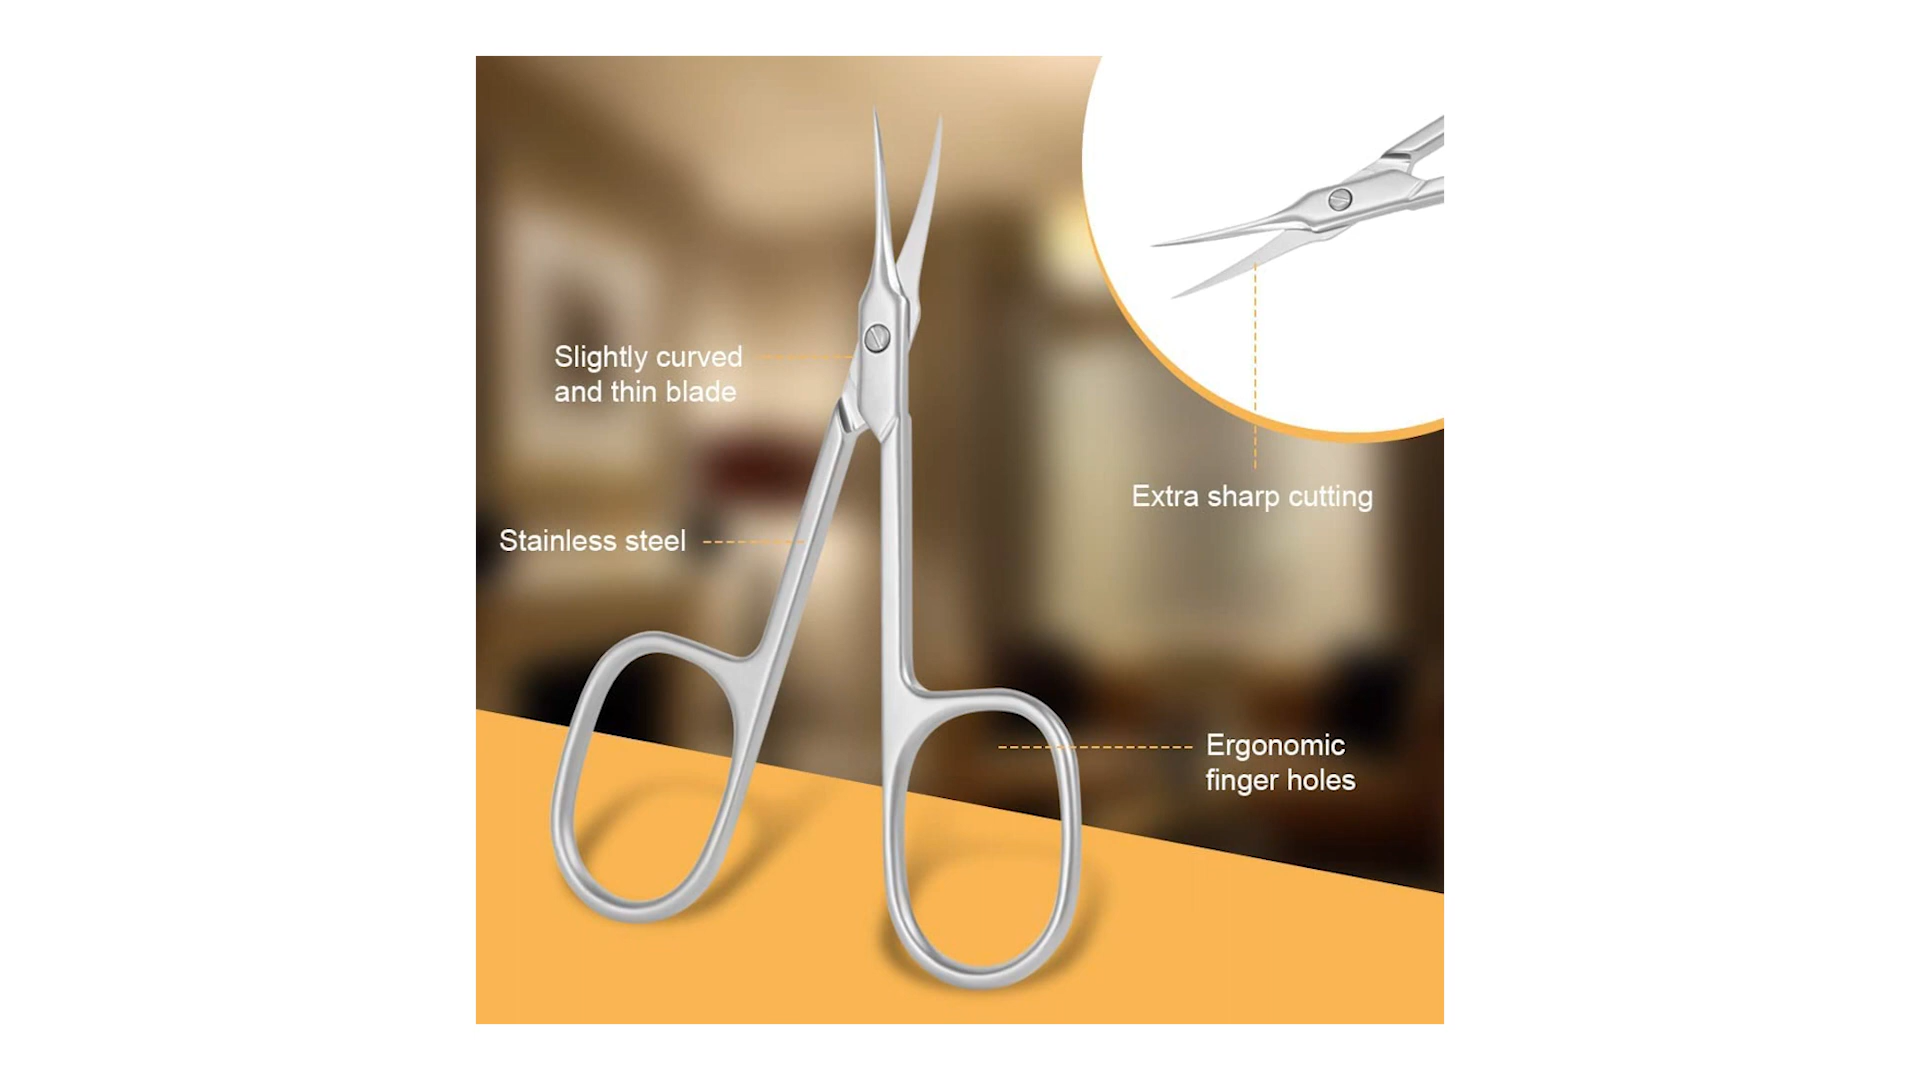 Slightly curved
and thin blade
Extra sharp cutting
Stainless steel
Ergonomic
finger holes